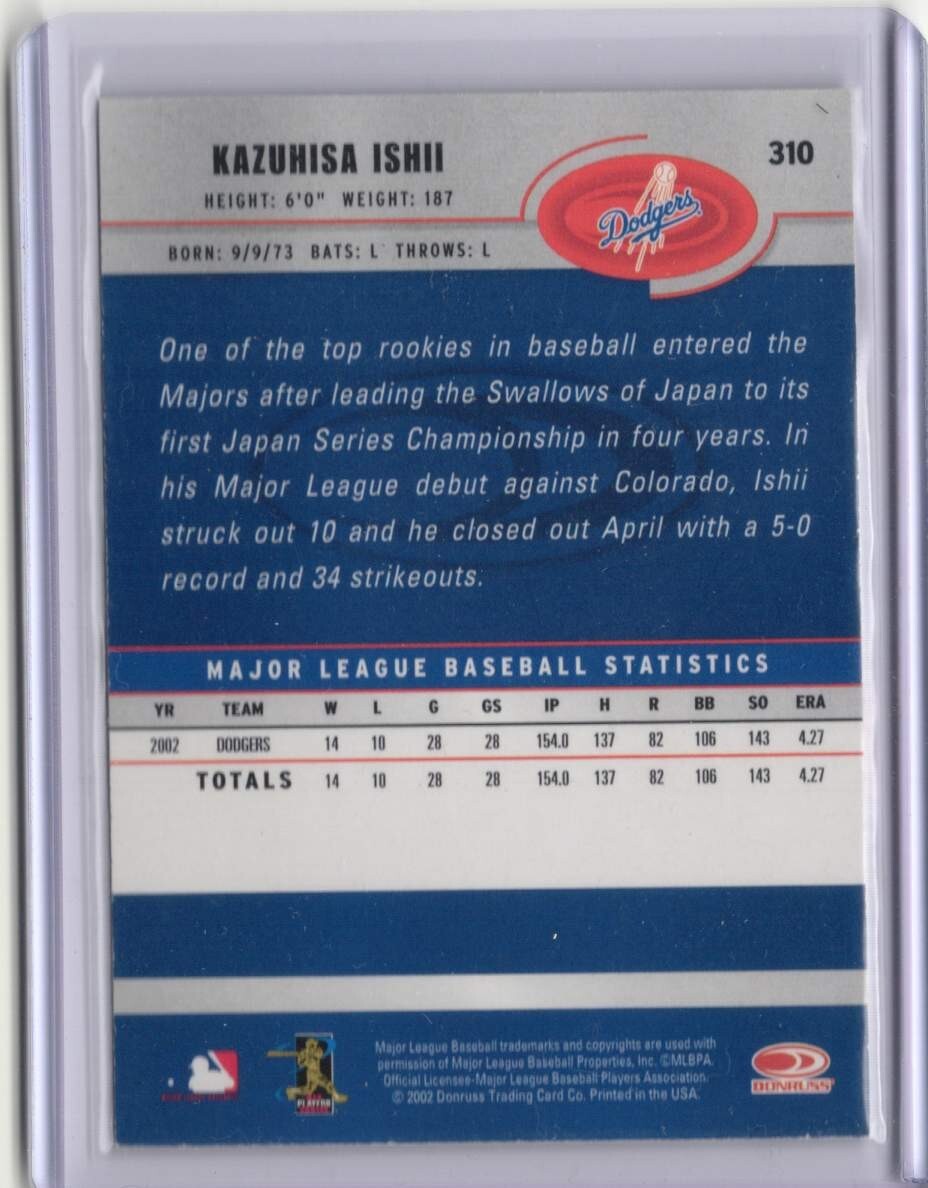 KAZUHISA ISHII
310
HEIGHT: 6'0" WEIGHT: 187
Dodgers
BORN: 9/9/73 BATS: L THROWS: L
One of the top rookies in baseball entered the
Majors after leading the Swallows of Japan to its
first Japan Series Championship in four years. In
his Major League debut against Colorado, Ishii
struck out 10 and he closed out April with a 5-0
record and 34 strikeouts.
MAJOR LEAGUE BASEBALL STATISTICS
YR TEAM W L G GS IP H R BB SO ERA
2002 DODGERS 14 10 28 28 154.0 137 82 106 143 4.27
TOTALS 14 10 28 28 154.0 137 82 106 143 4.27
Major League Baseball trademarks and copyrights are used with
permission of Major League Baseball Properties, Inc. ©MLBPA.
Official Licensee-Major League Baseball Players Association.
© 2002 Donruss Trading Card Co. Printed in the USA.
PLAYERS
DONRUSS